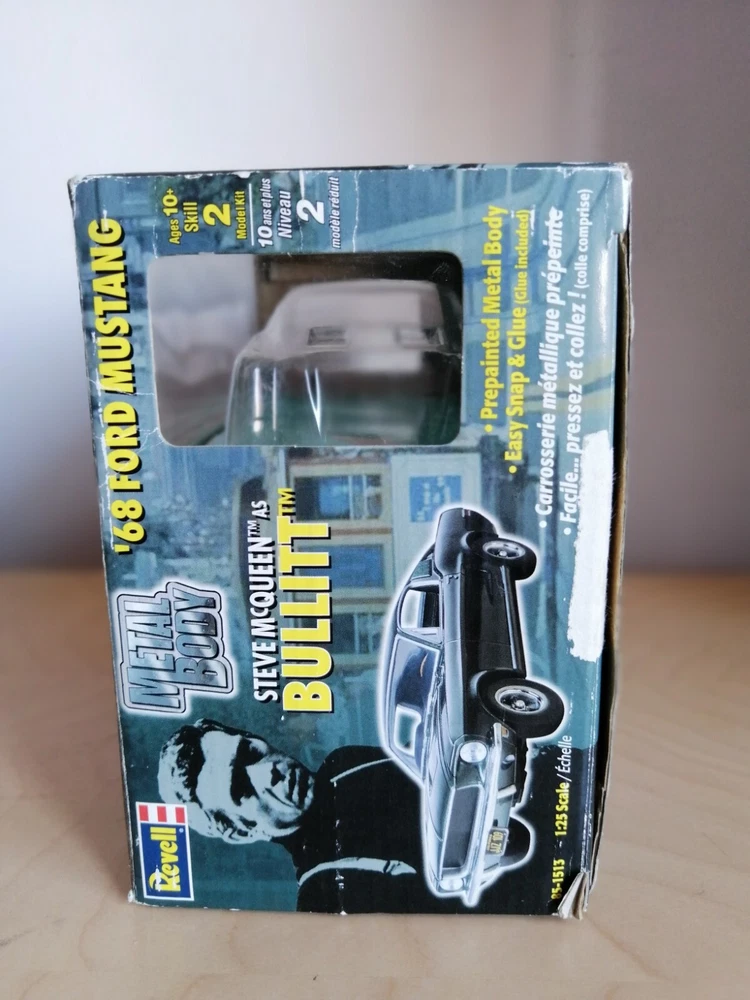 '68 FORD MUSTANG
Ages 10+
Skill
2
Model Kit
10 ans et plus
Niveau
2
modèle réduit
METAL
BODY
STEVE McQUEEN™ AS
BULLITT™
• Prepainted Metal Body
• Easy Snap & Glue (Glue included)
• Carrosserie métallique prépeinte
• Facile... pressez et collez ! (colle comprise)
Revell
85-1513 - 1:25 Scale / Échelle